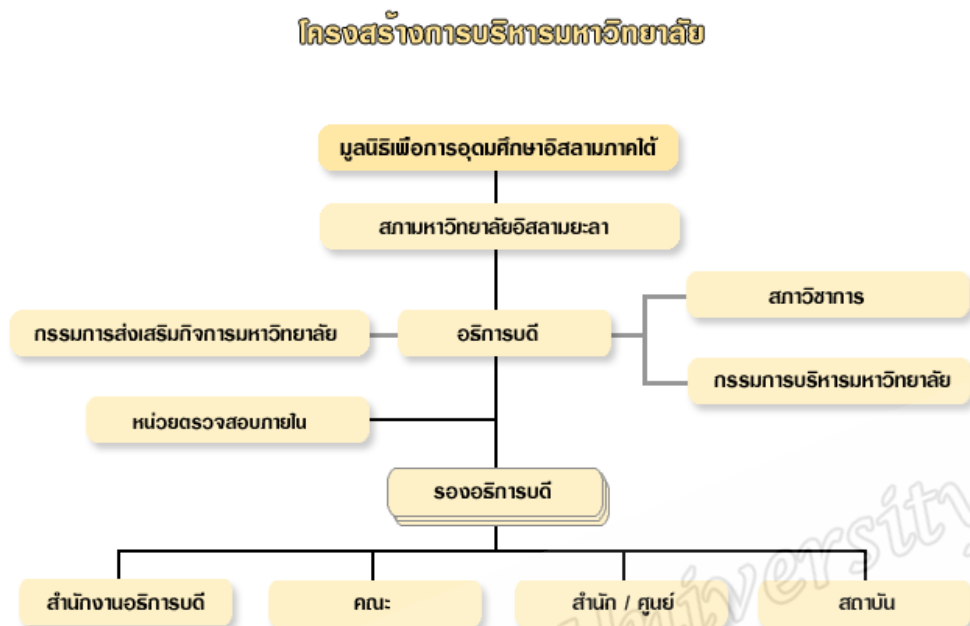 โครงสร้างการบริหารมหาวิทยาลัย
มูลนิธิเพื่อการอุดมศึกษาอิสลามภาคใต้
สภามหาวิทยาลัยอิสลามยะลา
สภาวิชาการ
กรรมการส่งเสริมกิจการมหาวิทยาลัย
อธิการบดี
กรรมการบริหารมหาวิทยาลัย
หน่วยตรวจสอบภายใน
รองอธิการบดี
สำนักงานอธิการบดี
คณะ
สำนัก / ศูนย์
สถาบัน
University